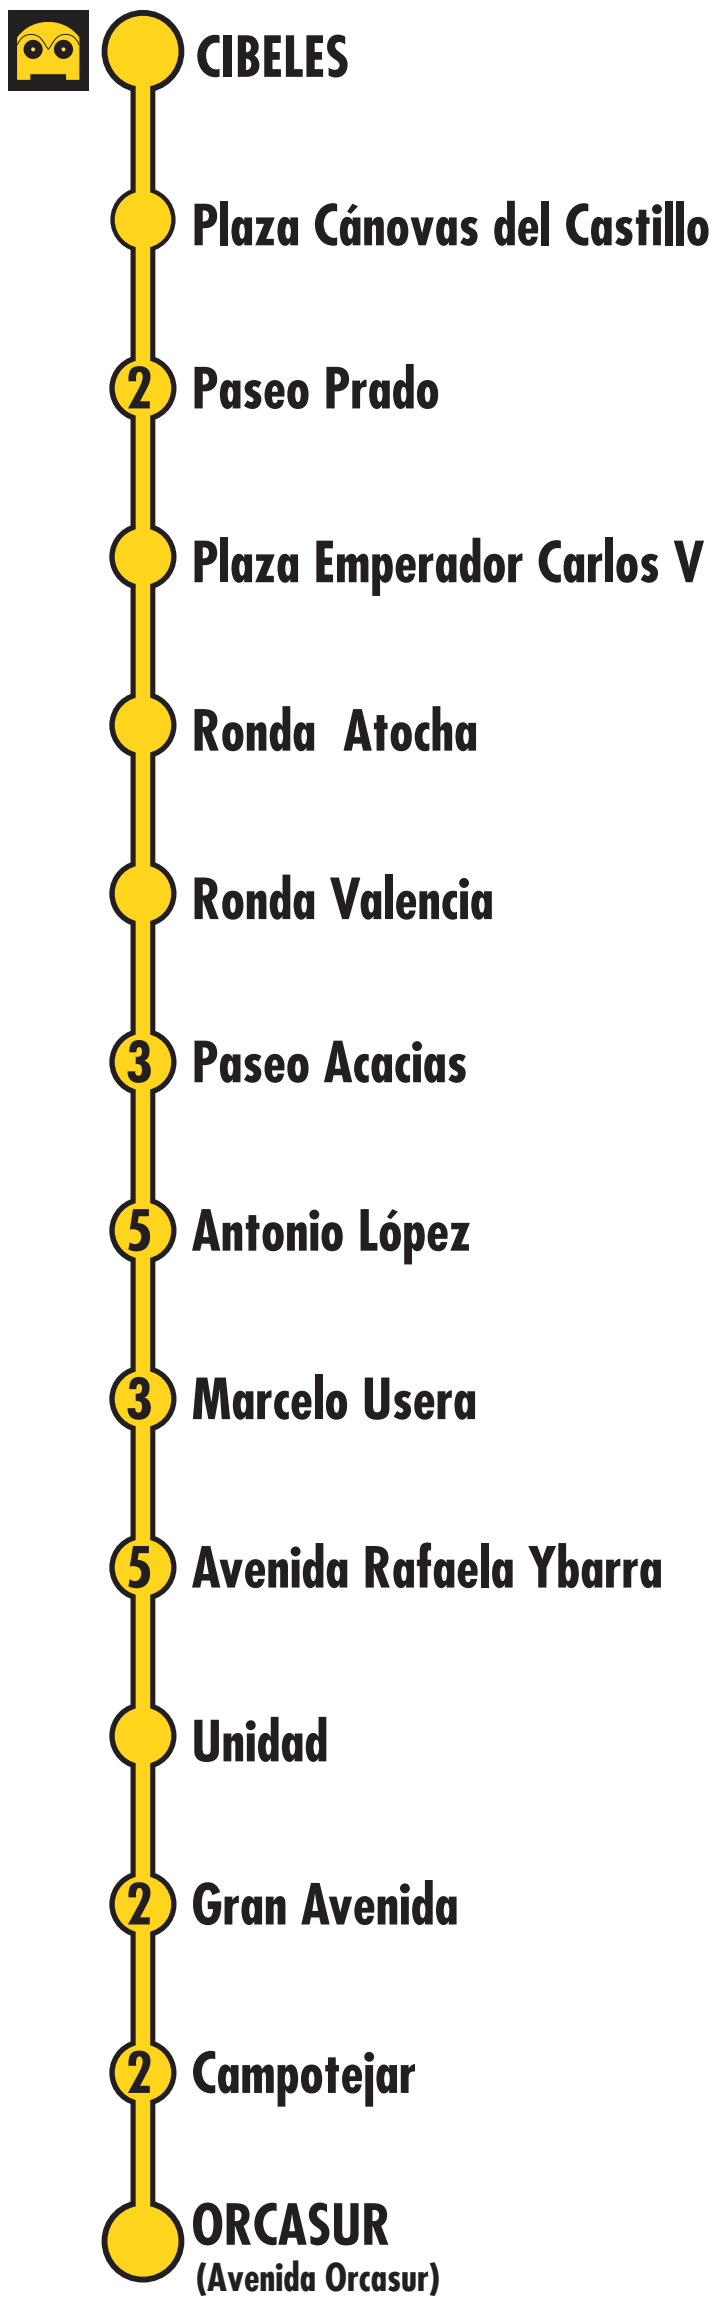 CIBELES
Plaza Cánovas del Castillo
2 Paseo Prado
Plaza Emperador Carlos V
Ronda Atocha
Ronda Valencia
3 Paseo Acacias
5 Antonio López
3 Marcelo Usera
5 Avenida Rafaela Ybarra
Unidad
2 Gran Avenida
2 Campotejar
ORCASUR
(Avenida Orcasur)